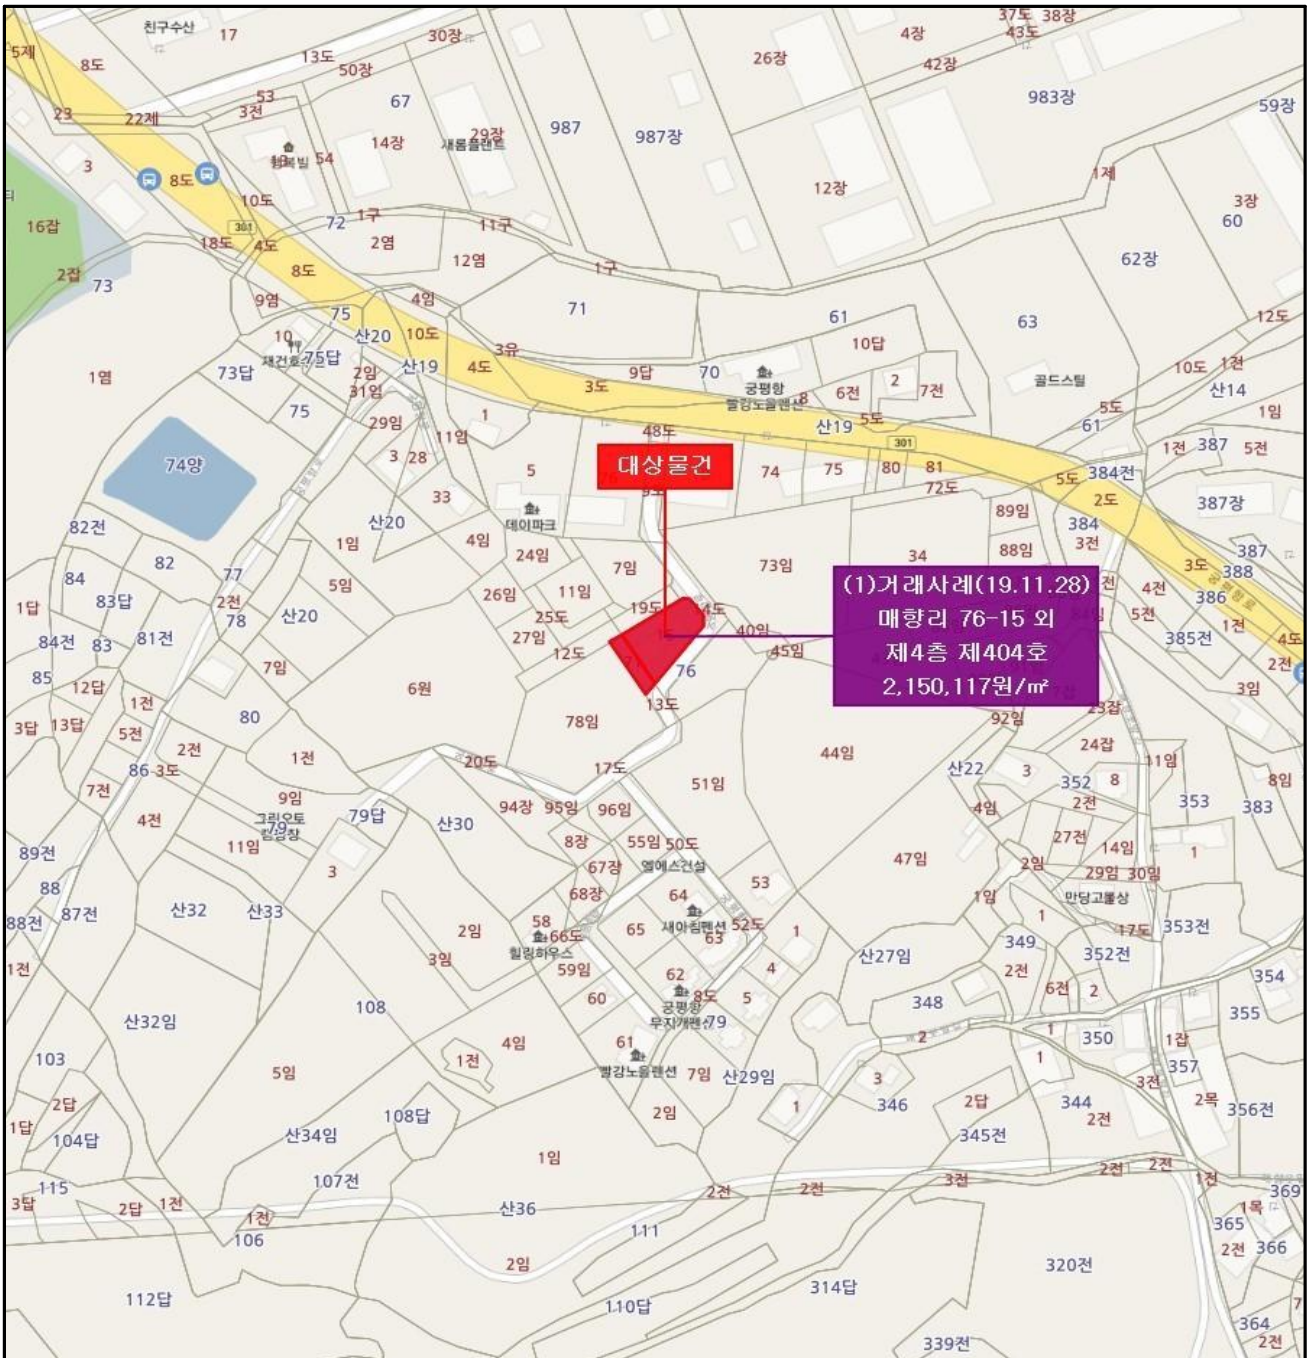 친구수산
17
30장
37도 38장
43도
4장
5제
8도
13도
50장
26장
42장
53
3전
67
983장
59장
23
22제
987
987장
14장
29장
새롬플랜트
54
3
8도
12장
1제
10도
3장
60
16잡
301
72
1구
2염
11구
18도
4도
12염
1구
62장
2잡
73
8도
9염
4임
71
75
61
63
12도
10
산20
10도
3유
10답
75답
산19
4도
9답
70
궁평항
빨강노을펜션
8
2
골드스틸
10도 1전
1염
73답
2임
31임
3도
6전
7전
산14
75
29임
1
5도
산19
5도
61
1임
11임
48도
301
1전
387
5전
74양
3
28
5
대상물건
74
75
80
81
5도
384전
33
9도
72도
2도
387장
82전
산20
데이파크
89임
384
82
1임
4임
24임
73임
34
88임
3전
387
84
77
5임
7임
3도
388
83답
26임
11임
(1)거래사례(19.11.28)
매향리 76-15 외
제4층 제404호
2,150,117원/㎡
4전
386
1답
2전
78
산20
25도
19도
14도
5전
1전
84전
83
81전
27임
12도
40임
385전
4도
85
7임
45임
2전
12답
6원
76
3임
1전
13도
3답
13답
5전
80
78임
92임
23잡
2전
44임
24잡
86
3도
1전
20도
17도
산22
11임
7전
9임
51임
3
352
8
8임
4전
79답
94장
95임
96임
4임
2전
353
383
그린오토
캠핑장
79
산30
8장
55임
50도
27전
11임
14임
1
89전
3
67장
엘에스건설
47임
2임
29임
30임
88
68장
53
1임
만당고물상
87전
산32
산33
58
64
1
88전
2임
66도
65
새아침펜션
52도
17도
353전
힐링하우스
63
1
349
1전
3임
59임
62
4
산27임
352전
2전
354
60
궁평항
무지개펜션
8도
5
6전
2
348
355
108
79
산32임
61
2
1
350
1잡
4임
103
1전
빨강노을펜션
7임
산29임
1
357
5임
3
3전
2답
2임
1
346
2답
344
2목
1답
108답
2전
356전
104답
산34임
345전
1임
107전
115
2전
2전
3전
2전
2전
1전
369
3답
2답
1전
산36
1목
1전
365
106
111
2전
366
2임
320전
112답
314답
110답
364
339전
2전